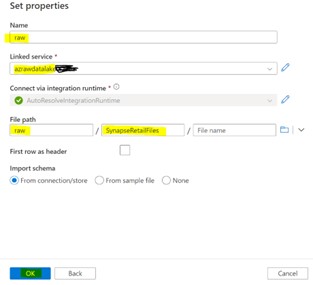 Set properties
Name
raw
Linked service *
azrawdatalake
Connect via integration runtime *
AutoResolveIntegrationRuntime
File path
raw / SynapseRetailFiles / File name
First row as header
Import schema
From connection/store From sample file None
OK Back Cancel